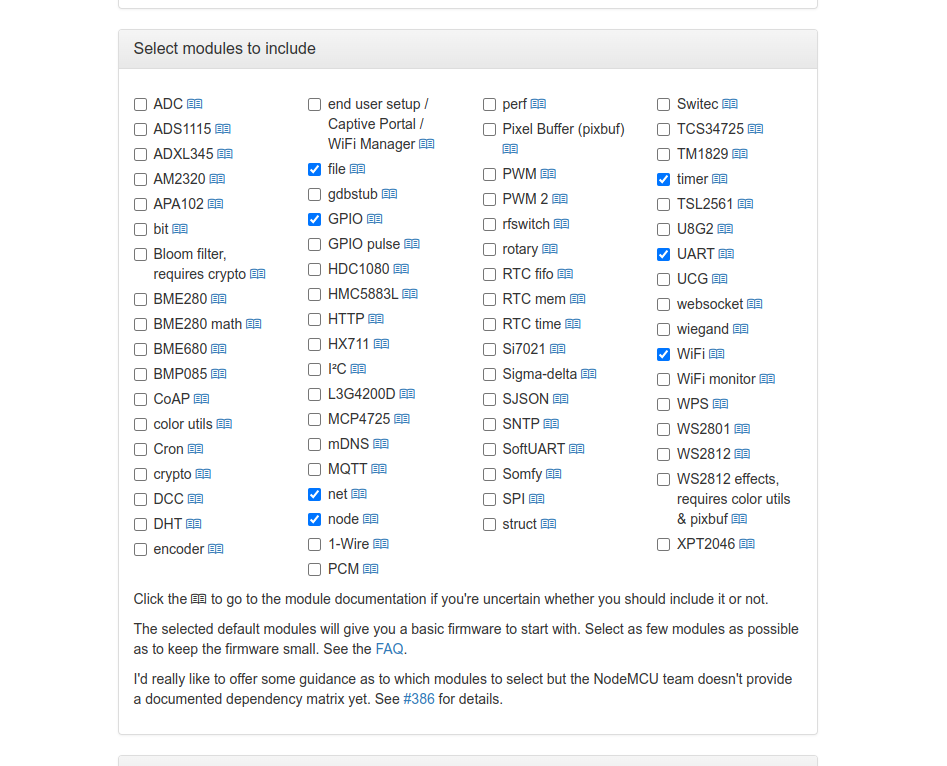 Select modules to include
ADC
ADS1115
ADXL345
AM2320
APA102
bit
Bloom filter,
requires crypto
BME280
BME280 math
BME680
BMP085
CoAP
color utils
Cron
crypto
DCC
DHT
encoder
end user setup /
Captive Portal /
WiFi Manager
file
gdbstub
GPIO
GPIO pulse
HDC1080
HMC5883L
HTTP
HX711
I²C
L3G4200D
MCP4725
mDNS
MQTT
net
node
1-Wire
PCM
perf
Pixel Buffer (pixbuf)
PWM
PWM 2
rfswitch
rotary
RTC fifo
RTC mem
RTC time
Si7021
Sigma-delta
SJSON
SNTP
SoftUART
Somfy
SPI
struct
Switec
TCS34725
TM1829
timer
TSL2561
U8G2
UART
UCG
websocket
wiegand
WiFi
WiFi monitor
WPS
WS2801
WS2812
WS2812 effects,
requires color utils
& pixbuf
XPT2046
Click the to go to the module documentation if you're uncertain whether you should include it or not.
The selected default modules will give you a basic firmware to start with. Select as few modules as possible
as to keep the firmware small. See the FAQ.
I'd really like to offer some guidance as to which modules to select but the NodeMCU team doesn't provide
a documented dependency matrix yet. See #386 for details.